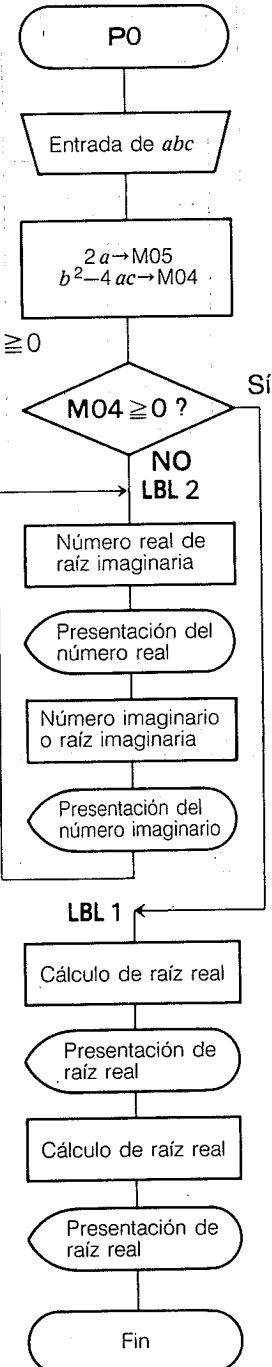 P0
Entrada de abc
2a→M05
b²−4ac→M04
≧0
M04≧0 ?
Sí
NO
LBL 2
Número real de
raíz imaginaria
Presentación del
número real
Número imaginario
o raíz imaginaria
Presentación del
número imaginario
LBL 1
Cálculo de raíz real
Presentación de
raíz real
Cálculo de raíz real
Presentación de
raíz real
Fin